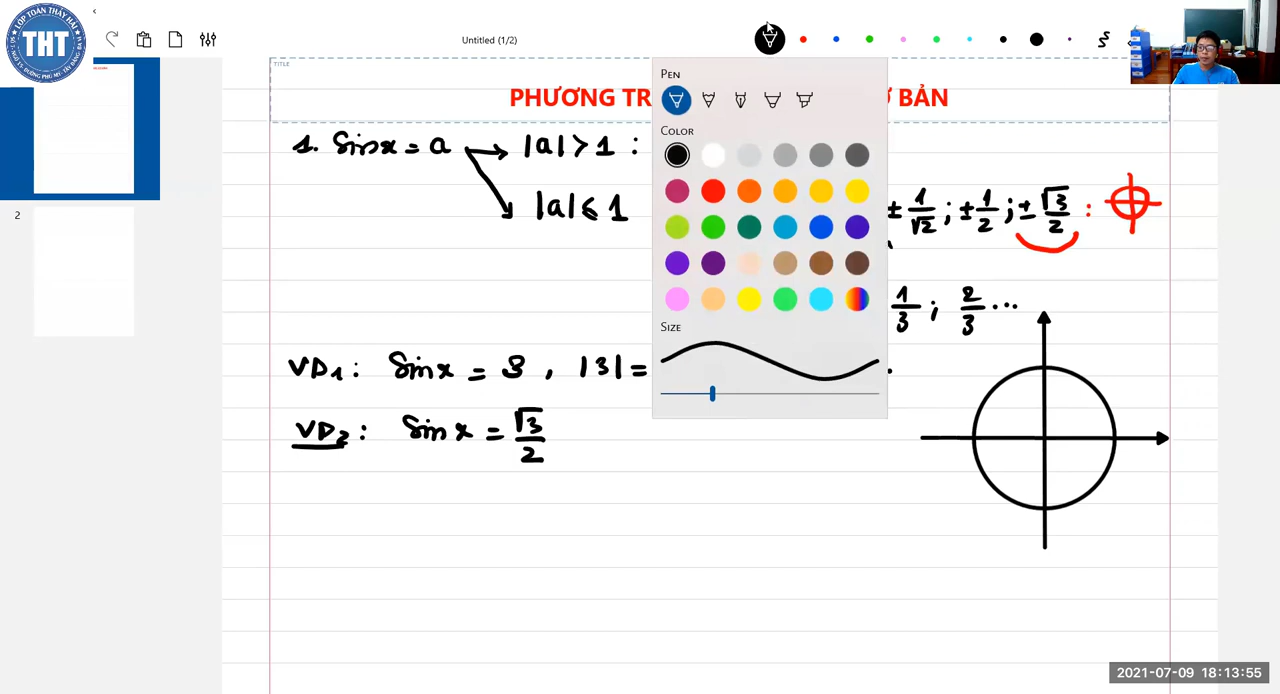 LỚP TOÁN THẦY HẢI
THT
Untitled (1/2)
TITLE
PHƯƠNG TR
Ơ BẢN
PEN
COLOR
SIZE
1. Sinx = a → |a| > 1 :
|a| ≤ 1
± 1/√2 ; ± 1/2 ; ± √3/2 :
1/3 ; 2/3 ...
VD1 : Sinx = 3 , |3| =
VD2 : Sinx = √3/2
2
2021-07-09 18:13:55